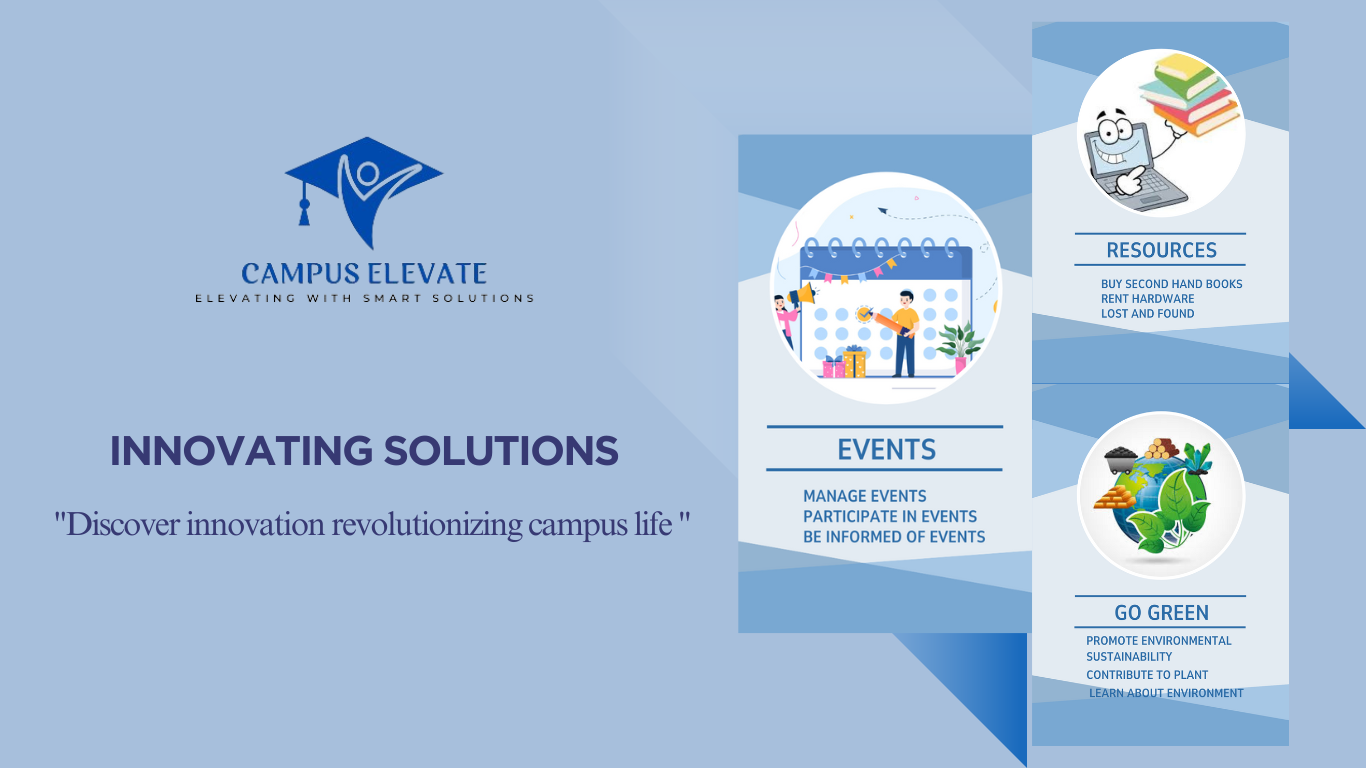 CAMPUS ELEVATE
ELEVATING WITH SMART SOLUTIONS
INNOVATING SOLUTIONS
"Discover innovation revolutionizing campus life "
EVENTS
MANAGE EVENTS
PARTICIPATE IN EVENTS
BE INFORMED OF EVENTS
RESOURCES
BUY SECOND HAND BOOKS
RENT HARDWARE
LOST AND FOUND
GO GREEN
PROMOTE ENVIRONMENTAL
SUSTAINABILITY
CONTRIBUTE TO PLANT
LEARN ABOUT ENVIRONMENT